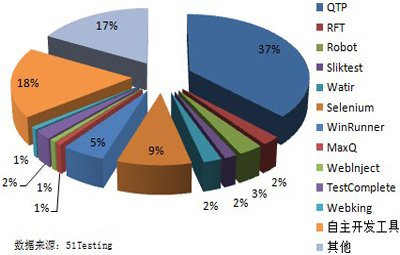 17%
37%
18%
1%
2%
1%
1%
5%
9%
2%
2%
3%
2%
QTP
RFT
Robot
Sliktest
Watir
Selenium
WinRunner
MaxQ
WebInject
TestComplete
Webking
自主开发工具
其他
数据来源：51Testing